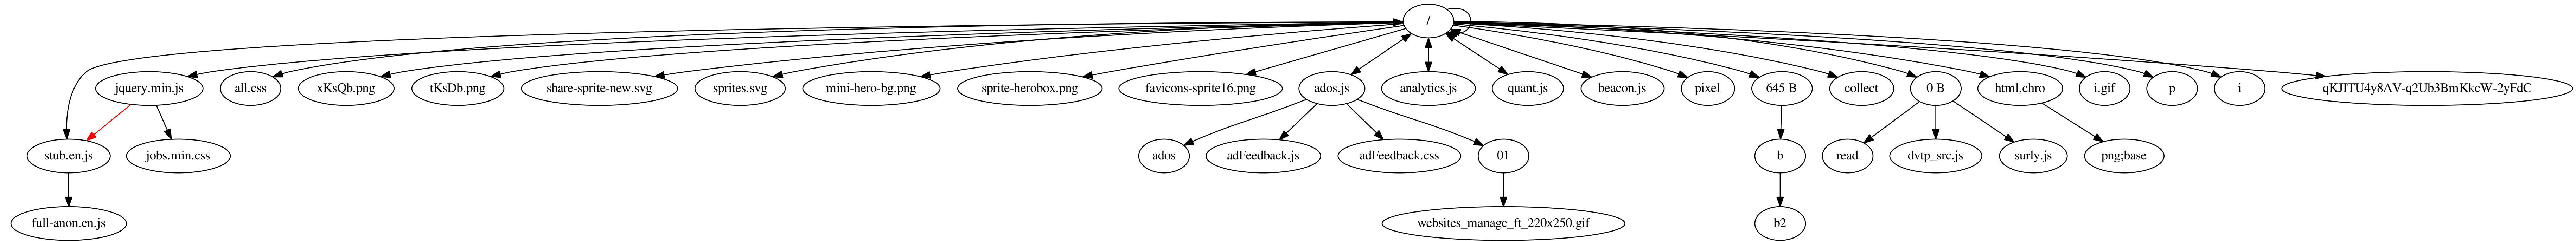 /
jquery.min.js
all.css
xKsQb.png
tKsDb.png
share-sprite-new.svg
sprites.svg
mini-hero-bg.png
sprite-herobox.png
favicons-sprite16.png
ados.js
analytics.js
quant.js
beacon.js
pixel
645 B
collect
0 B
html,chro
i.gif
p
i
qKJITU4y8AV-q2Ub3BmKkcW-2yFdC
stub.en.js
jobs.min.css
ados
adFeedback.js
adFeedback.css
01
b
read
dvtp_src.js
surly.js
png;base
full-anon.en.js
websites_manage_ft_220x250.gif
b2